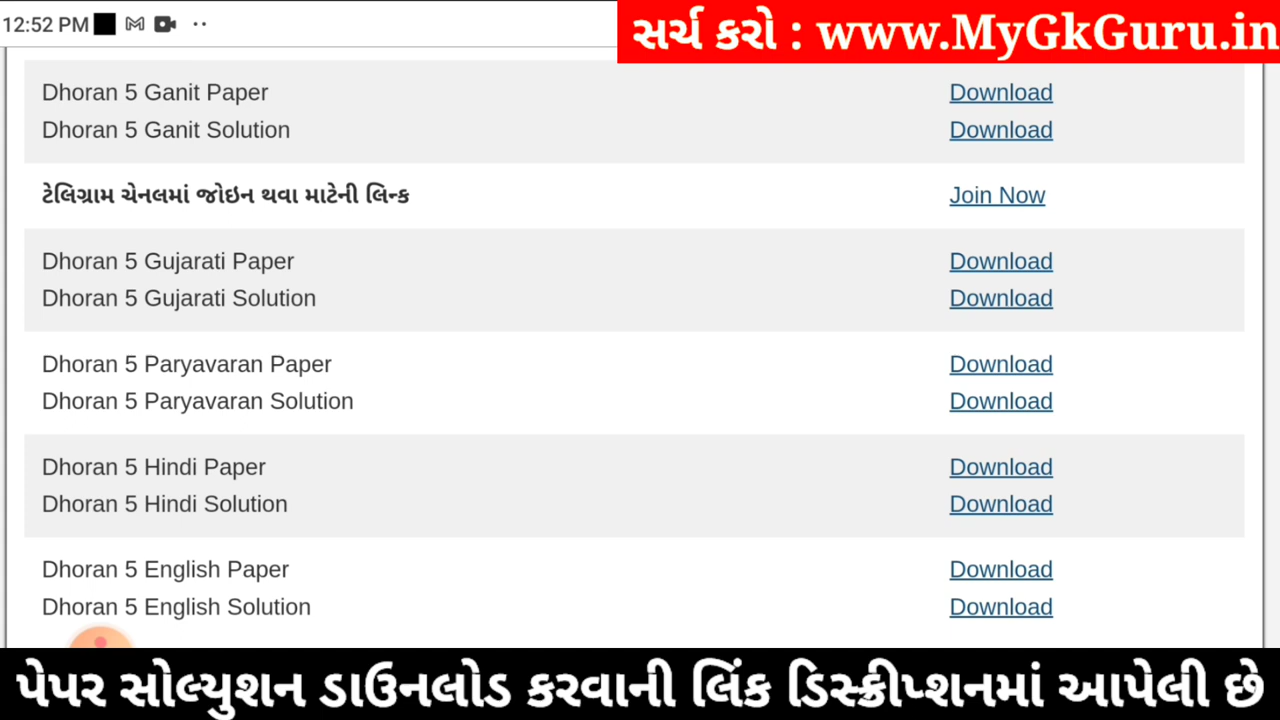 12:52 PM
સર્ચ કરો : www.MyGkGuru.in
Dhoran 5 Ganit Paper Download
Dhoran 5 Ganit Solution Download
ટેલિગ્રામ ચેનલમાં જોઇન થવા માટેની લિન્ક Join Now
Dhoran 5 Gujarati Paper Download
Dhoran 5 Gujarati Solution Download
Dhoran 5 Paryavaran Paper Download
Dhoran 5 Paryavaran Solution Download
Dhoran 5 Hindi Paper Download
Dhoran 5 Hindi Solution Download
Dhoran 5 English Paper Download
Dhoran 5 English Solution Download
પેપર સોલ્યુશન ડાઉનલોડ કરવાની લિંક ડિસ્ક્રીપ્શનમાં આપેલી છે